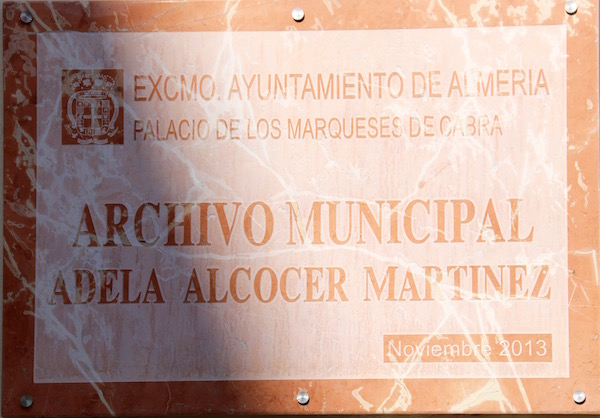 EXCMO. AYUNTAMIENTO DE ALMERIA
PALACIO DE LOS MARQUESES DE CABRA
ARCHIVO MUNICIPAL
ADELA ALCOCER MARTINEZ
Noviembre 2013